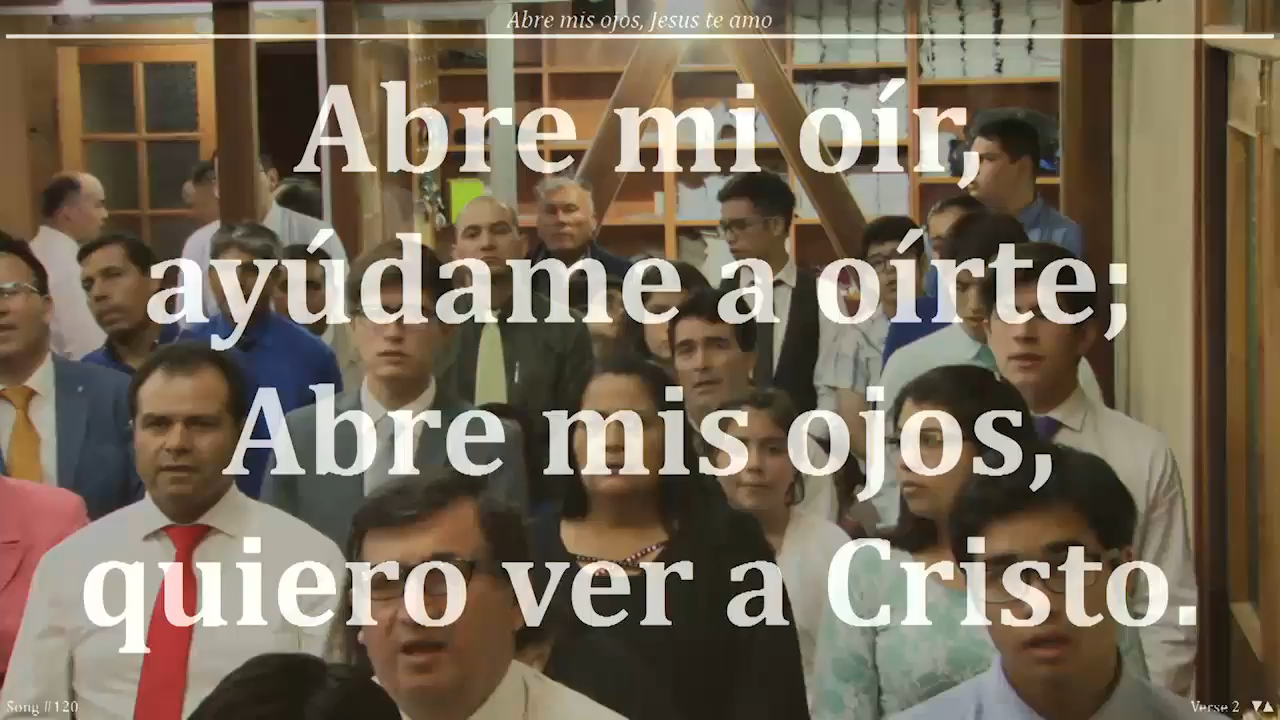 Abre mis ojos, Jesus te amo
Abre mi oír,
ayúdame a oírte;
Abre mis ojos,
quiero ver a Cristo.
Song #120
Verse 2 ▼▲